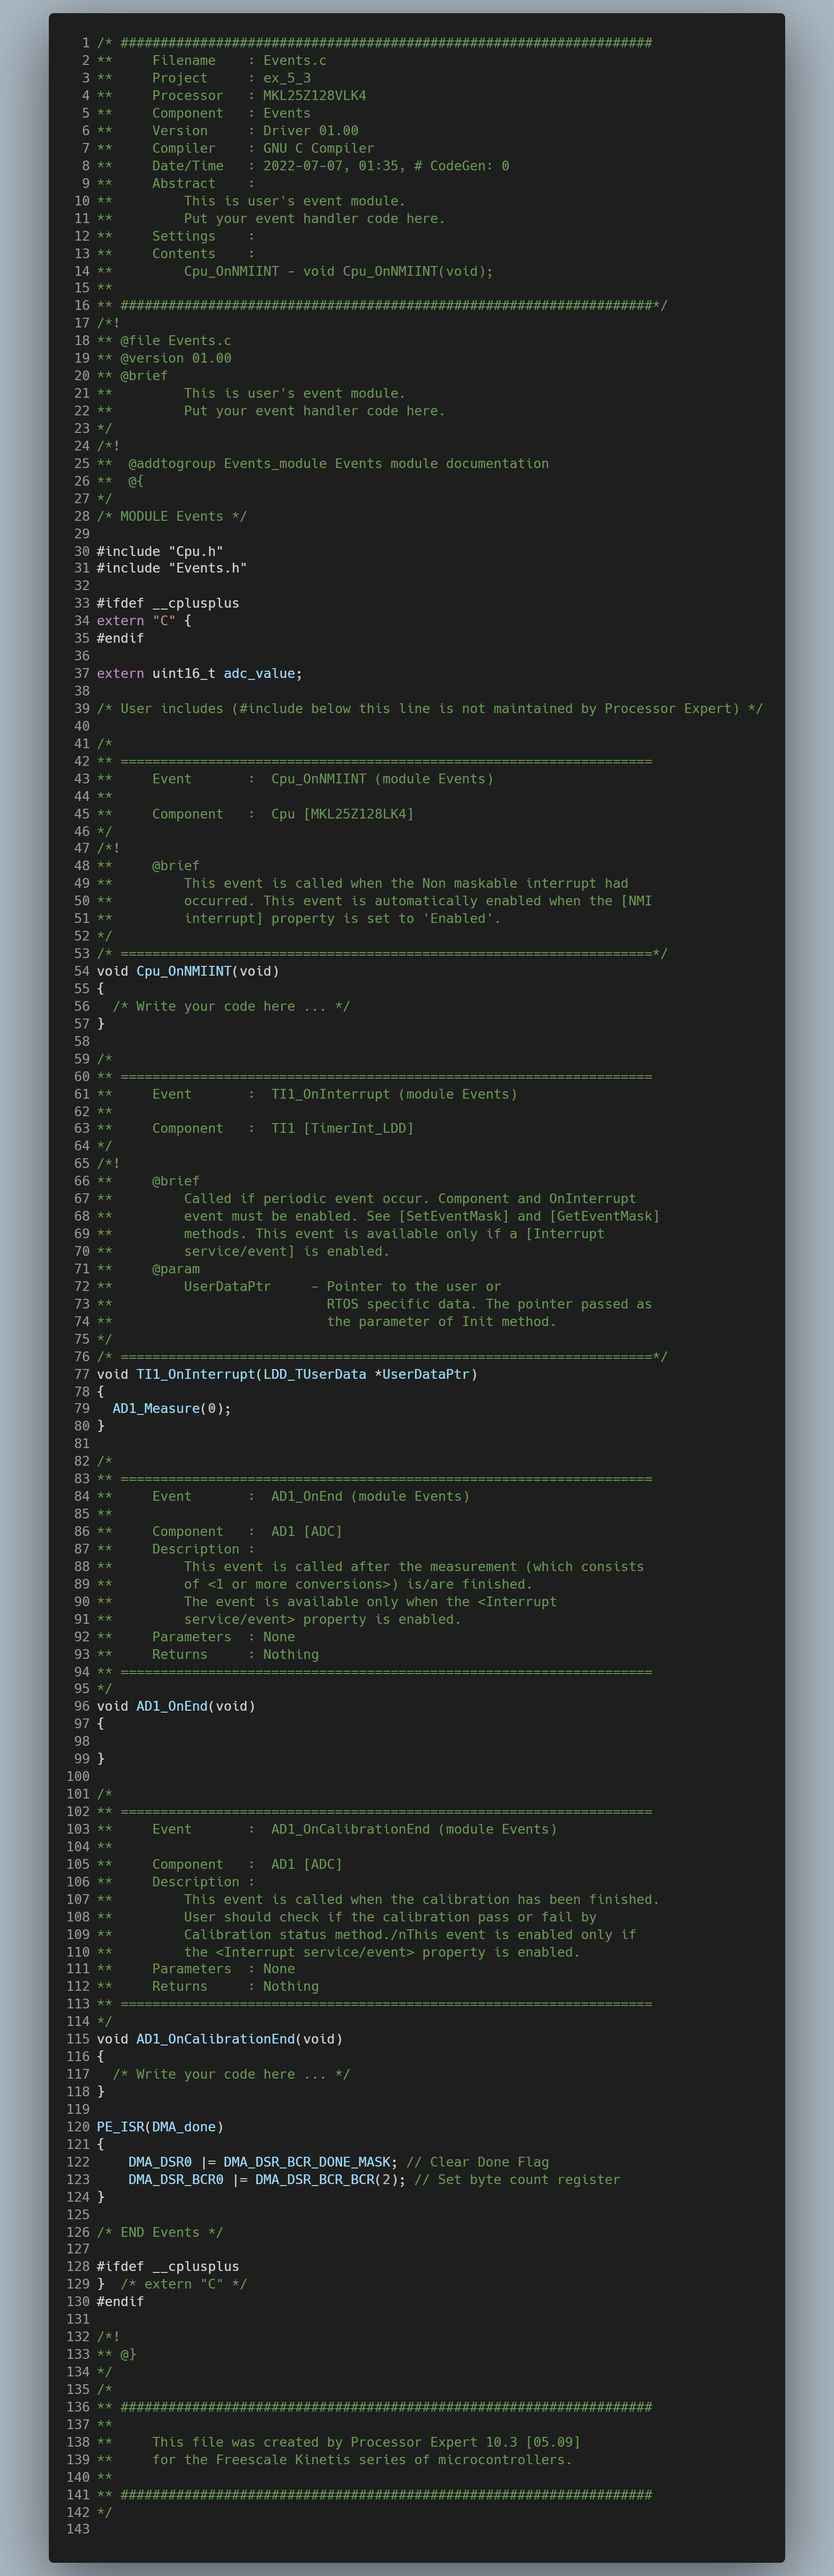 1 /* ###################################################################
2 **     Filename    : Events.c
3 **     Project     : ex_5_3
4 **     Processor   : MKL25Z128VLK4
5 **     Component   : Events
6 **     Version     : Driver 01.00
7 **     Compiler    : GNU C Compiler
8 **     Date/Time   : 2022-07-07, 01:35, # CodeGen: 0
9 **     Abstract    :
10 **         This is user's event module.
11 **         Put your event handler code here.
12 **     Settings    :
13 **     Contents    :
14 **         Cpu_OnNMIINT - void Cpu_OnNMIINT(void);
15 **
16 ** ###################################################################*/
17 /*!
18 ** @file Events.c
19 ** @version 01.00
20 ** @brief
21 **         This is user's event module.
22 **         Put your event handler code here.
23 */
24 /*!
25 **  @addtogroup Events_module Events module documentation
26 **  @{
27 */
28 /* MODULE Events */
29
30 #include "Cpu.h"
31 #include "Events.h"
32
33 #ifdef __cplusplus
34 extern "C" {
35 #endif
36
37 extern uint16_t adc_value;
38
39 /* User includes (#include below this line is not maintained by Processor Expert) */
40
41 /*
42 ** ===================================================================
43 **     Event       :  Cpu_OnNMIINT (module Events)
44 **
45 **     Component   :  Cpu [MKL25Z128LK4]
46 */
47 /*!
48 **     @brief
49 **         This event is called when the Non maskable interrupt had
50 **         occurred. This event is automatically enabled when the [NMI
51 **         interrupt] property is set to 'Enabled'.
52 */
53 /* ===================================================================*/
54 void Cpu_OnNMIINT(void)
55 {
56   /* Write your code here ... */
57 }
58
59 /*
60 ** ===================================================================
61 **     Event       :  TI1_OnInterrupt (module Events)
62 **
63 **     Component   :  TI1 [TimerInt_LDD]
64 */
65 /*!
66 **     @brief
67 **         Called if periodic event occur. Component and OnInterrupt
68 **         event must be enabled. See [SetEventMask] and [GetEventMask]
69 **         methods. This event is available only if a [Interrupt
70 **         service/event] is enabled.
71 **     @param
72 **         UserDataPtr     - Pointer to the user or
73 **                           RTOS specific data. The pointer passed as
74 **                           the parameter of Init method.
75 */
76 /* ===================================================================*/
77 void TI1_OnInterrupt(LDD_TUserData *UserDataPtr)
78 {
79   AD1_Measure(0);
80 }
81
82 /*
83 ** ===================================================================
84 **     Event       :  AD1_OnEnd (module Events)
85 **
86 **     Component   :  AD1 [ADC]
87 **     Description :
88 **         This event is called after the measurement (which consists
89 **         of <1 or more conversions>) is/are finished.
90 **         The event is available only when the <Interrupt
91 **         service/event> property is enabled.
92 **     Parameters  : None
93 **     Returns     : Nothing
94 ** ===================================================================
95 */
96 void AD1_OnEnd(void)
97 {
98
99 }
100
101 /*
102 ** ===================================================================
103 **     Event       :  AD1_OnCalibrationEnd (module Events)
104 **
105 **     Component   :  AD1 [ADC]
106 **     Description :
107 **         This event is called when the calibration has been finished.
108 **         User should check if the calibration pass or fail by
109 **         Calibration status method./nThis event is enabled only if
110 **         the <Interrupt service/event> property is enabled.
111 **     Parameters  : None
112 **     Returns     : Nothing
113 ** ===================================================================
114 */
115 void AD1_OnCalibrationEnd(void)
116 {
117   /* Write your code here ... */
118 }
119
120 PE_ISR(DMA_done)
121 {
122     DMA_DSR0 |= DMA_DSR_BCR_DONE_MASK; // Clear Done Flag
123     DMA_DSR_BCR0 |= DMA_DSR_BCR_BCR(2); // Set byte count register
124 }
125
126 /* END Events */
127
128 #ifdef __cplusplus
129 }  /* extern "C" */
130 #endif
131
132 /*!
133 ** @}
134 */
135 /*
136 ** ###################################################################
137 **
138 **     This file was created by Processor Expert 10.3 [05.09]
139 **     for the Freescale Kinetis series of microcontrollers.
140 **
141 ** ###################################################################
142 */
143